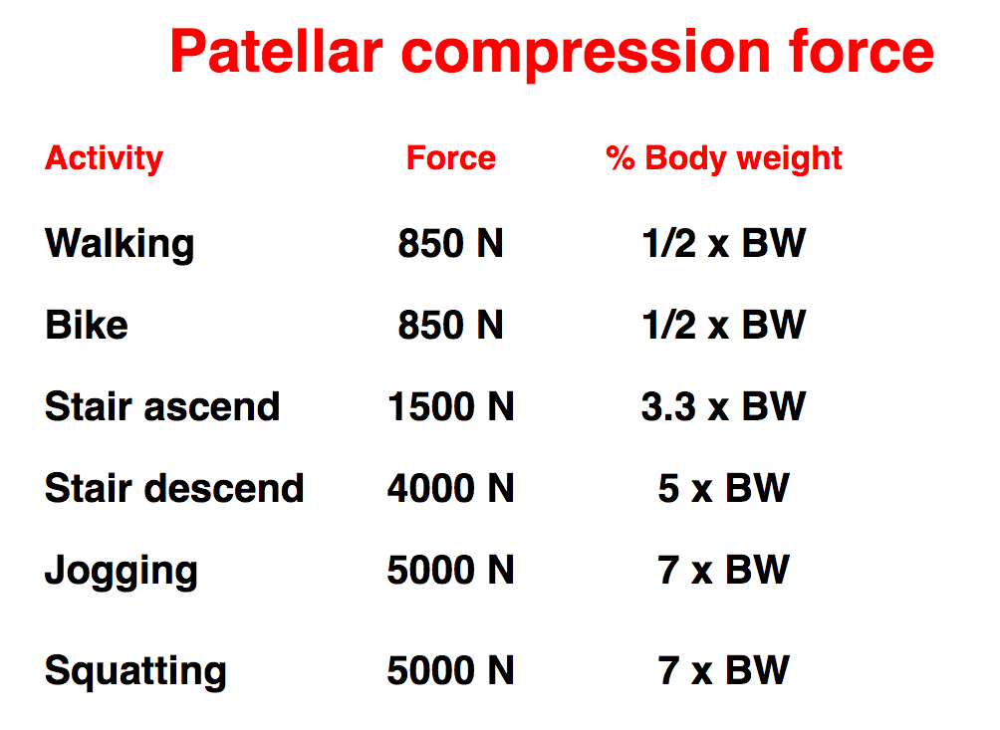 Patellar compression force
Activity Force % Body weight
Walking 850 N 1/2 x BW
Bike 850 N 1/2 x BW
Stair ascend 1500 N 3.3 x BW
Stair descend 4000 N 5 x BW
Jogging 5000 N 7 x BW
Squatting 5000 N 7 x BW